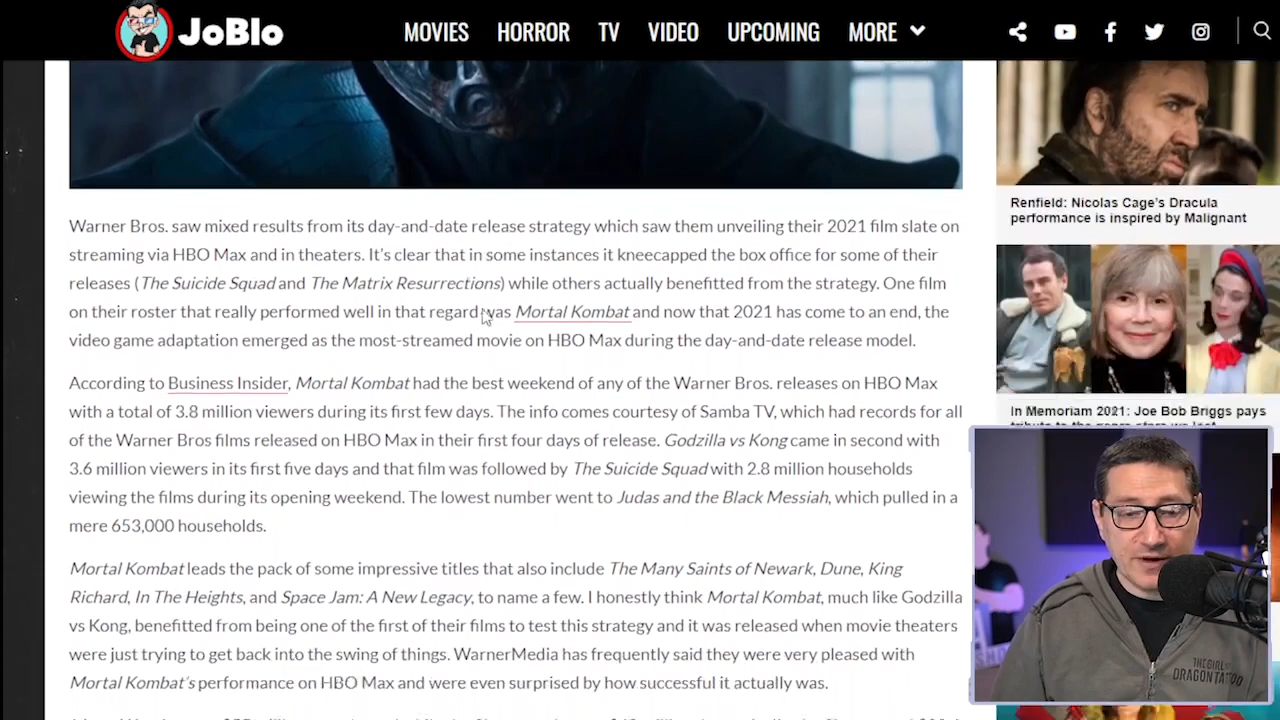 JoBlo
MOVIES HORROR TV VIDEO UPCOMING MORE
Warner Bros. saw mixed results from its day-and-date release strategy which saw them unveiling their 2021 film slate on
streaming via HBO Max and in theaters. It's clear that in some instances it kneecapped the box office for some of their
releases (The Suicide Squad and The Matrix Resurrections) while others actually benefitted from the strategy. One film
on their roster that really performed well in that regard was Mortal Kombat and now that 2021 has come to an end, the
video game adaptation emerged as the most-streamed movie on HBO Max during the day-and-date release model.
According to Business Insider, Mortal Kombat had the best weekend of any of the Warner Bros. releases on HBO Max
with a total of 3.8 million viewers during its first few days. The info comes courtesy of Samba TV, which had records for all
of the Warner Bros films released on HBO Max in their first four days of release. Godzilla vs Kong came in second with
3.6 million viewers in its first five days and that film was followed by The Suicide Squad with 2.8 million households
viewing the films during its opening weekend. The lowest number went to Judas and the Black Messiah, which pulled in a
mere 653,000 households.
Mortal Kombat leads the pack of some impressive titles that also include The Many Saints of Newark, Dune, King
Richard, In The Heights, and Space Jam: A New Legacy, to name a few. I honestly think Mortal Kombat, much like Godzilla
vs Kong, benefitted from being one of the first of their films to test this strategy and it was released when movie theaters
were just trying to get back into the swing of things. WarnerMedia has frequently said they were very pleased with
Mortal Kombat's performance on HBO Max and were even surprised by how successful it actually was.
Renfield: Nicolas Cage's Dracula
performance is inspired by Malignant
In Memoriam 2021: Joe Bob Briggs pays
THE GIRL
DRAGON TATTOO